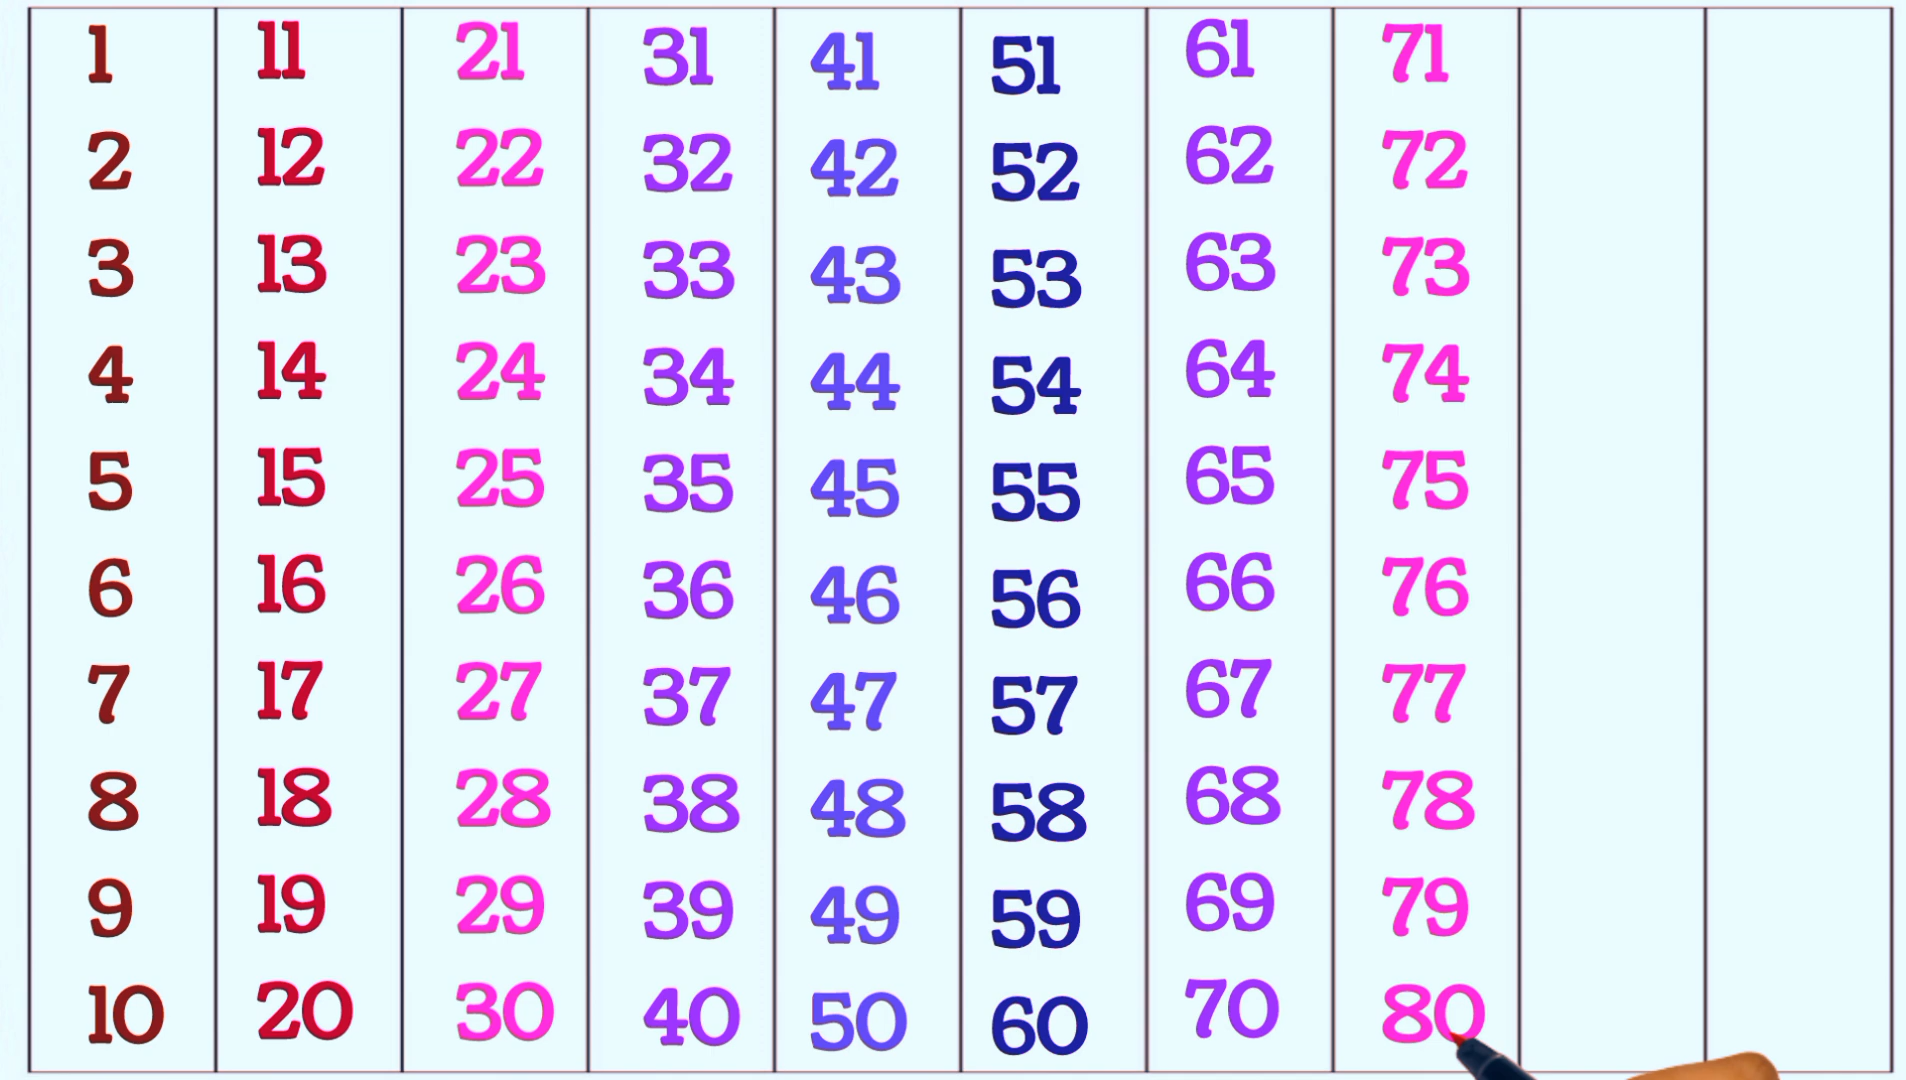 1 11 21 31 41 51 61 71
2 12 22 32 42 52 62 72
3 13 23 33 43 53 63 73
4 14 24 34 44 54 64 74
5 15 25 35 45 55 65 75
6 16 26 36 46 56 66 76
7 17 27 37 47 57 67 77
8 18 28 38 48 58 68 78
9 19 29 39 49 59 69 79
10 20 30 40 50 60 70 80